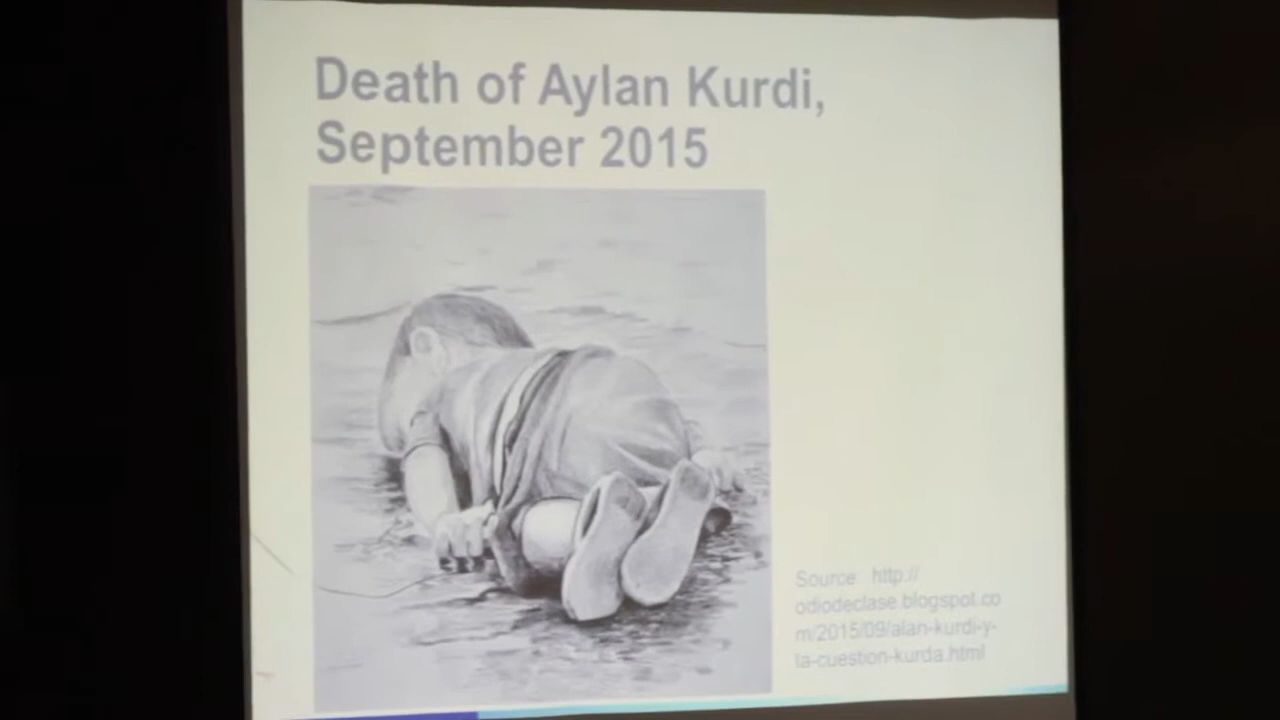 Death of Aylan Kurdi,
September 2015
Source: http://
odiodeclase.blogspot.co
m/2015/09/alan-kurdi-y-
la-cuestion-kurda.html